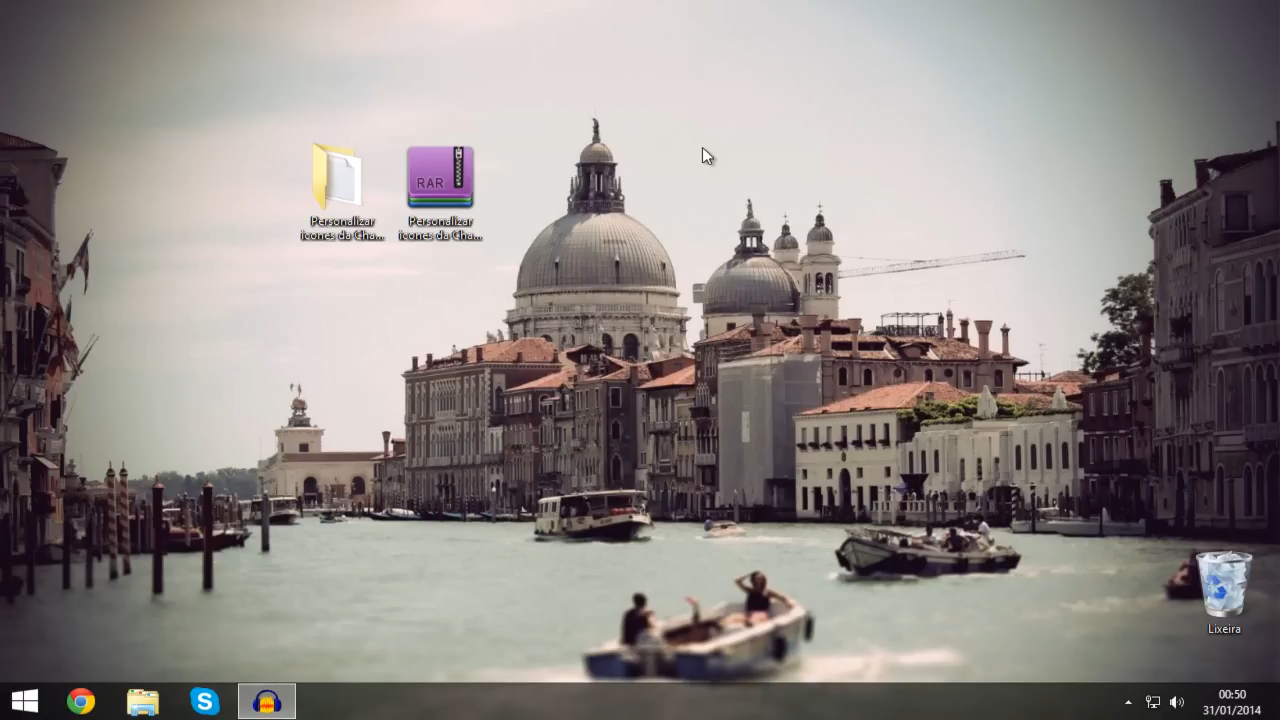 RAR
Personalizar
ícones da Cha...
Personalizar
ícones da Cha...
Lixeira
00:50
31/01/2014